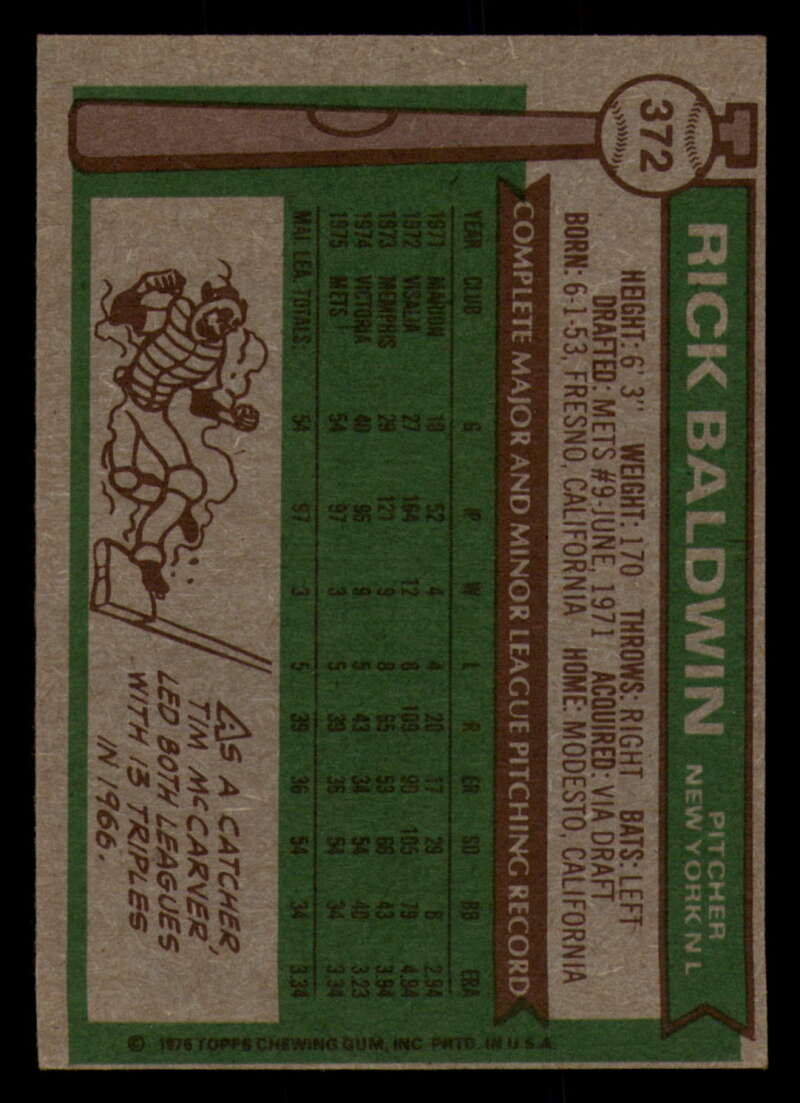 372
RICK BALDWIN
PITCHER
NEW YORK NL
HEIGHT: 6' 3" WEIGHT: 170 THROWS: RIGHT BATS: LEFT
DRAFTED: METS #9-JUNE, 1971 ACQUIRED: VIA DRAFT
BORN: 6-1-53, FRESNO, CALIFORNIA HOME: MODESTO, CALIFORNIA
COMPLETE MAJOR AND MINOR LEAGUE PITCHING RECORD
YEAR CLUB G IP W L R ER SO BB ERA
1971 MARION 19 52 4 4 20 17 28 8 2.94
1972 VISALIA 27 164 12 8 109 90 105 79 4.94
1973 MEMPHIS 29 121 9 8 65 53 66 43 3.94
1974 VICTORIA 40 96 9 5 43 34 54 40 3.23
1975 METS 54 97 3 5 39 36 54 34 3.34
MAJ. LEA. TOTALS: 54 97 3 5 39 36 54 34 3.34
AS A CATCHER
TIM McCARVER,
LED BOTH LEAGUES
WITH 13 TRIPLES
IN 1966.
© 1976 TOPPS CHEWING GUM, INC. PRTD. IN U.S.A.